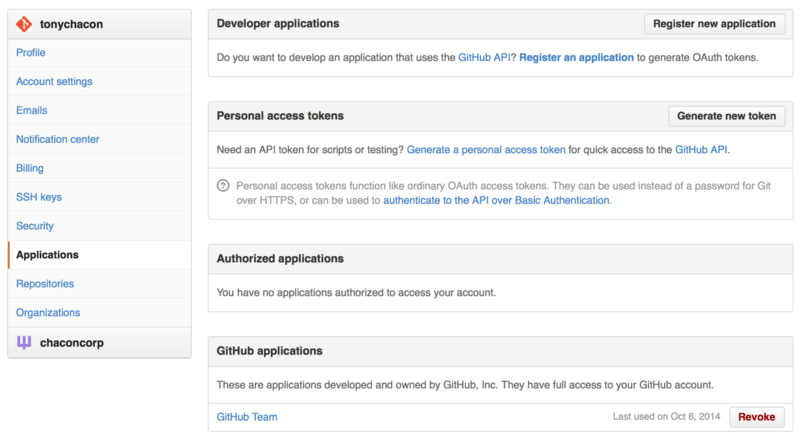 tonychacon
Profile
Account settings
Emails
Notification center
Billing
SSH keys
Security
Applications
Repositories
Organizations
chaconcorp
Developer applications
Register new application
Do you want to develop an application that uses the GitHub API? Register an application to generate OAuth tokens.
Personal access tokens
Generate new token
Need an API token for scripts or testing? Generate a personal access token for quick access to the GitHub API.
? Personal access tokens function like ordinary OAuth access tokens. They can be used instead of a password for Git
over HTTPS, or can be used to authenticate to the API over Basic Authentication.
Authorized applications
You have no applications authorized to access your account.
GitHub applications
These are applications developed and owned by GitHub, Inc. They have full access to your GitHub account.
GitHub Team
Last used on Oct 6, 2014
Revoke